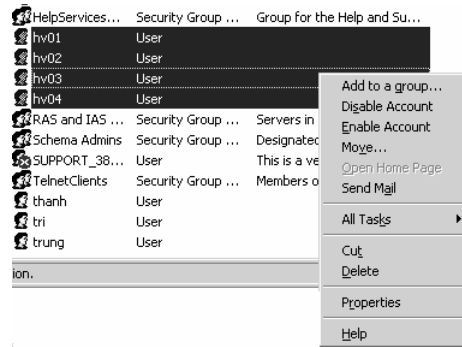 HelpServices... Security Group ... Group for the Help and Su...
hv01 User
hv02 User
hv03 User
hv04 User
RAS and IAS ... Security Group ... Servers in
Schema Admins Security Group ... Designated
SUPPORT_38... User This is a ve
TelnetClients Security Group ... Members o
thanh User
tri User
trung User
ion.
Add to a group...
Disable Account
Enable Account
Move...
Open Home Page
Send Mail
All Tasks
Cut
Delete
Properties
Help